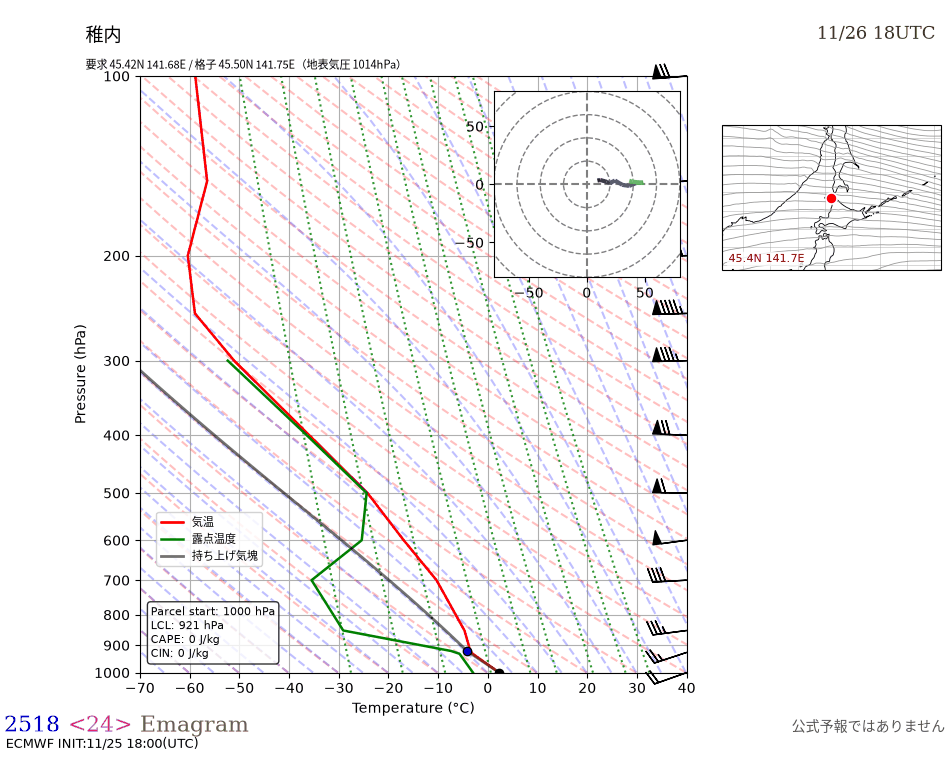 稚内
11/26 18UTC
要求 45.42N 141.68E / 格子 45.50N 141.75E（地表気圧 1014hPa）
100
200
300
400
500
600
700
800
900
1000
Pressure (hPa)
−70 −60 −50 −40 −30 −20 −10 0 10 20 30 40
Temperature (°C)
50
0
−50
−50 0 50
気温
露点温度
持ち上げ気塊
Parcel start: 1000 hPa
LCL: 921 hPa
CAPE: 0 J/kg
CIN: 0 J/kg
45.4N 141.7E
2518 <24> Emagram
公式予報ではありません
ECMWF INIT:11/25 18:00(UTC)